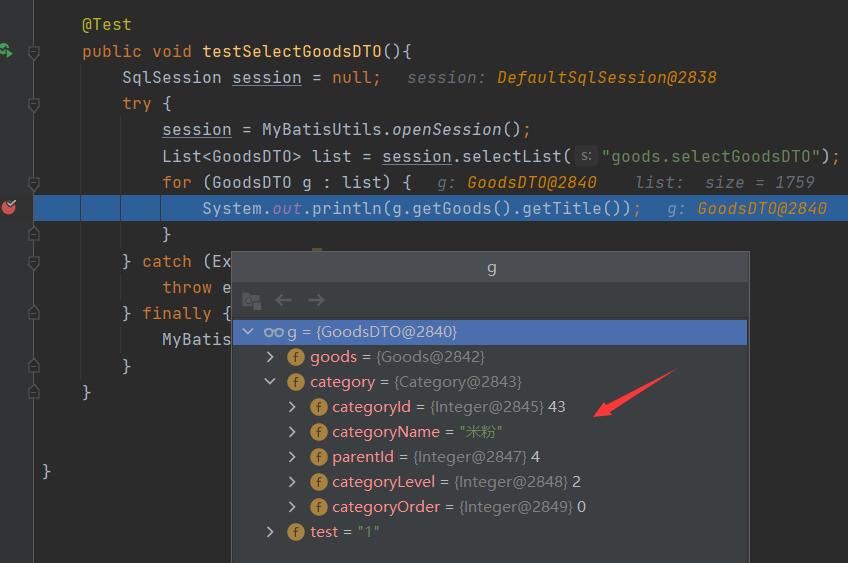 @Test
public void testSelectGoodsDTO(){
SqlSession session = null; session: DefaultSqlSession@2838
try {
session = MyBatisUtils.openSession();
List<GoodsDTO> list = session.selectList( s: "goods.selectGoodsDTO");
for (GoodsDTO g : list) { g: GoodsDTO@2840 list: size = 1759
System.out.println(g.getGoods().getTitle()); g: GoodsDTO@2840
}
} catch (Ex
throw e
} finally {
MyBatis
}
}
}
g
g = {GoodsDTO@2840}
f goods = {Goods@2842}
f category = {Category@2843}
f categoryId = {Integer@2845} 43
f categoryName = "米粉"
f parentId = {Integer@2847} 4
f categoryLevel = {Integer@2848} 2
f categoryOrder = {Integer@2849} 0
f test = "1"